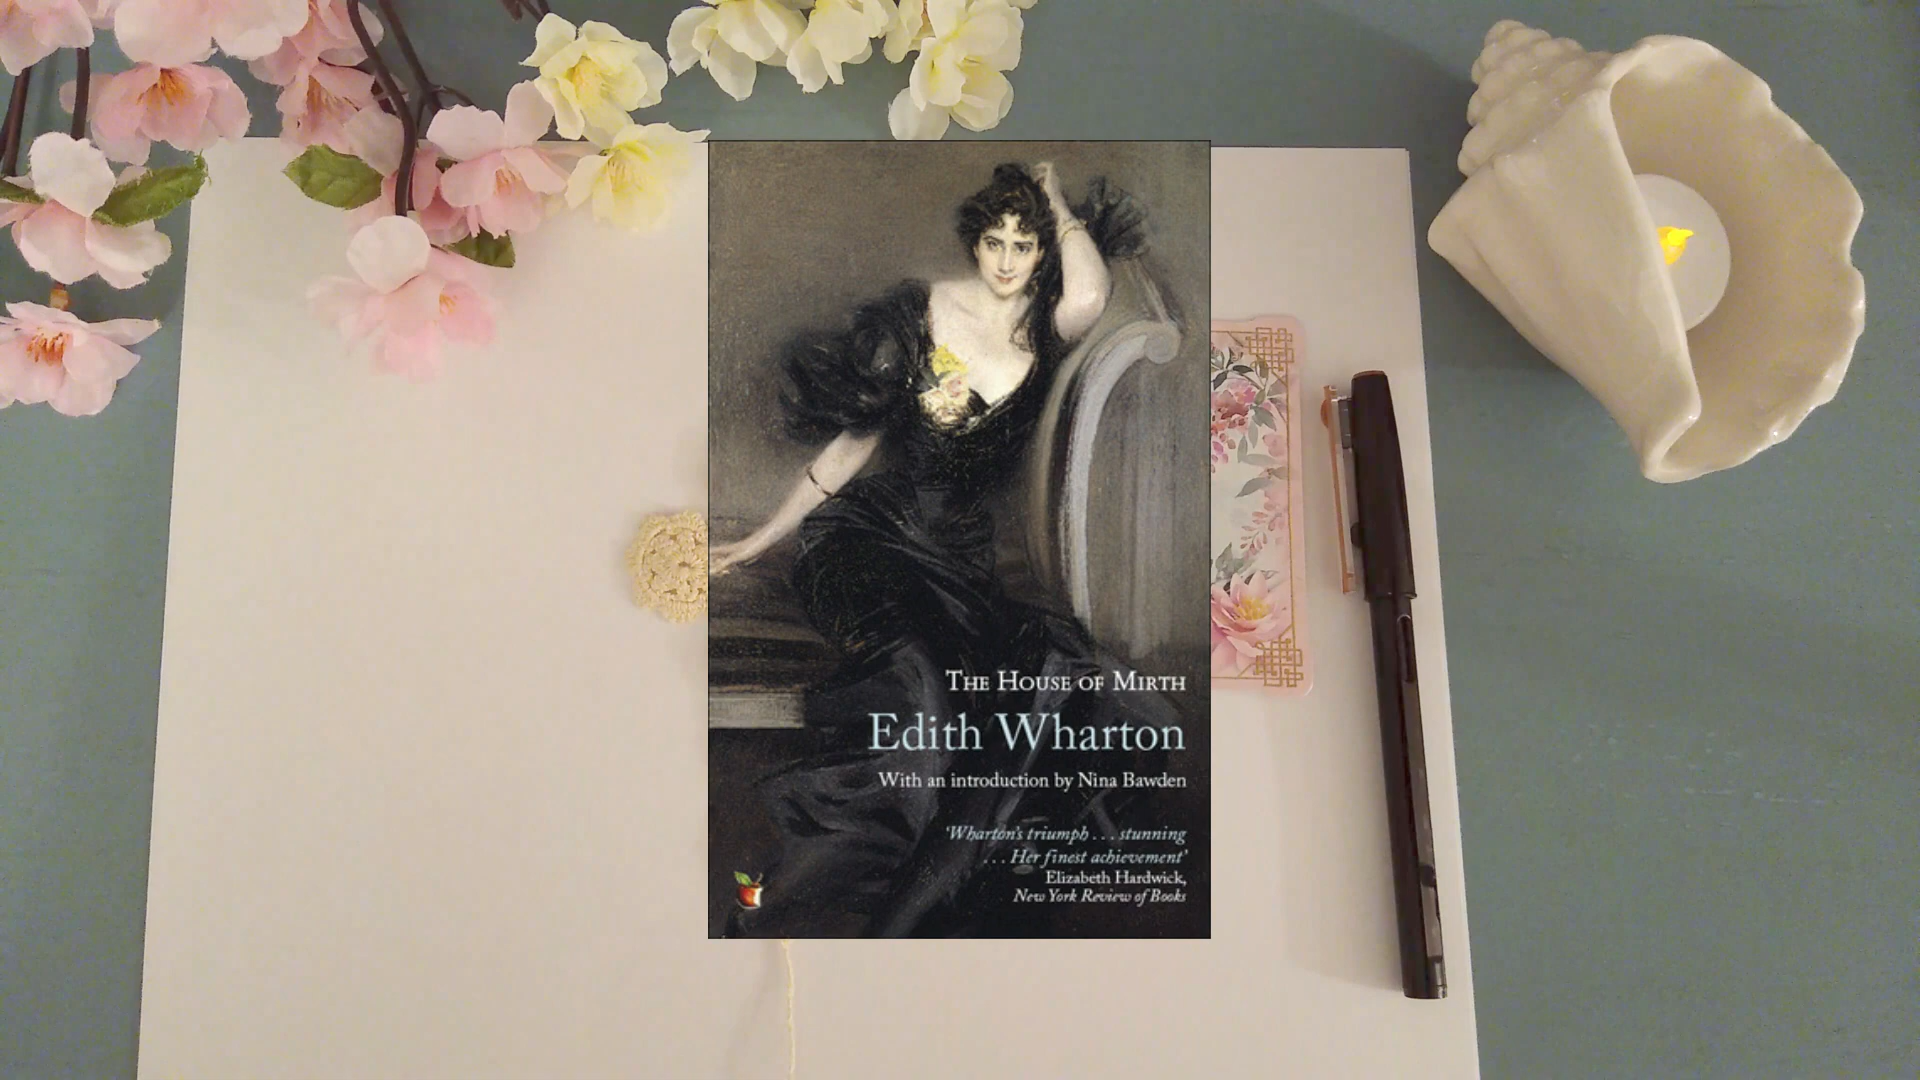 THE HOUSE OF MIRTH
Edith Wharton
With an introduction by Nina Bawden
‘Wharton’s triumph . . . stunning
. . . Her finest achievement’
Elizabeth Hardwick,
New York Review of Books